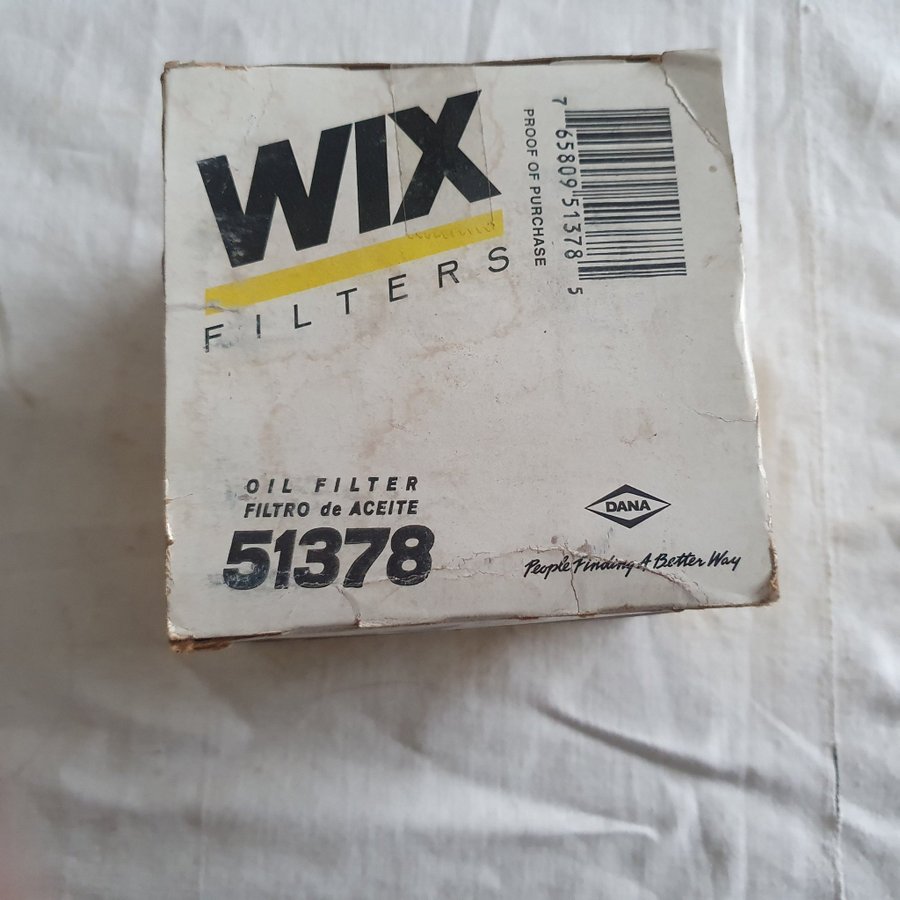 WIX
FILTERS
PROOF OF PURCHASE
7 65809 51378 5
OIL FILTER
FILTRO de ACEITE
51378
DANA
People Finding A Better Way